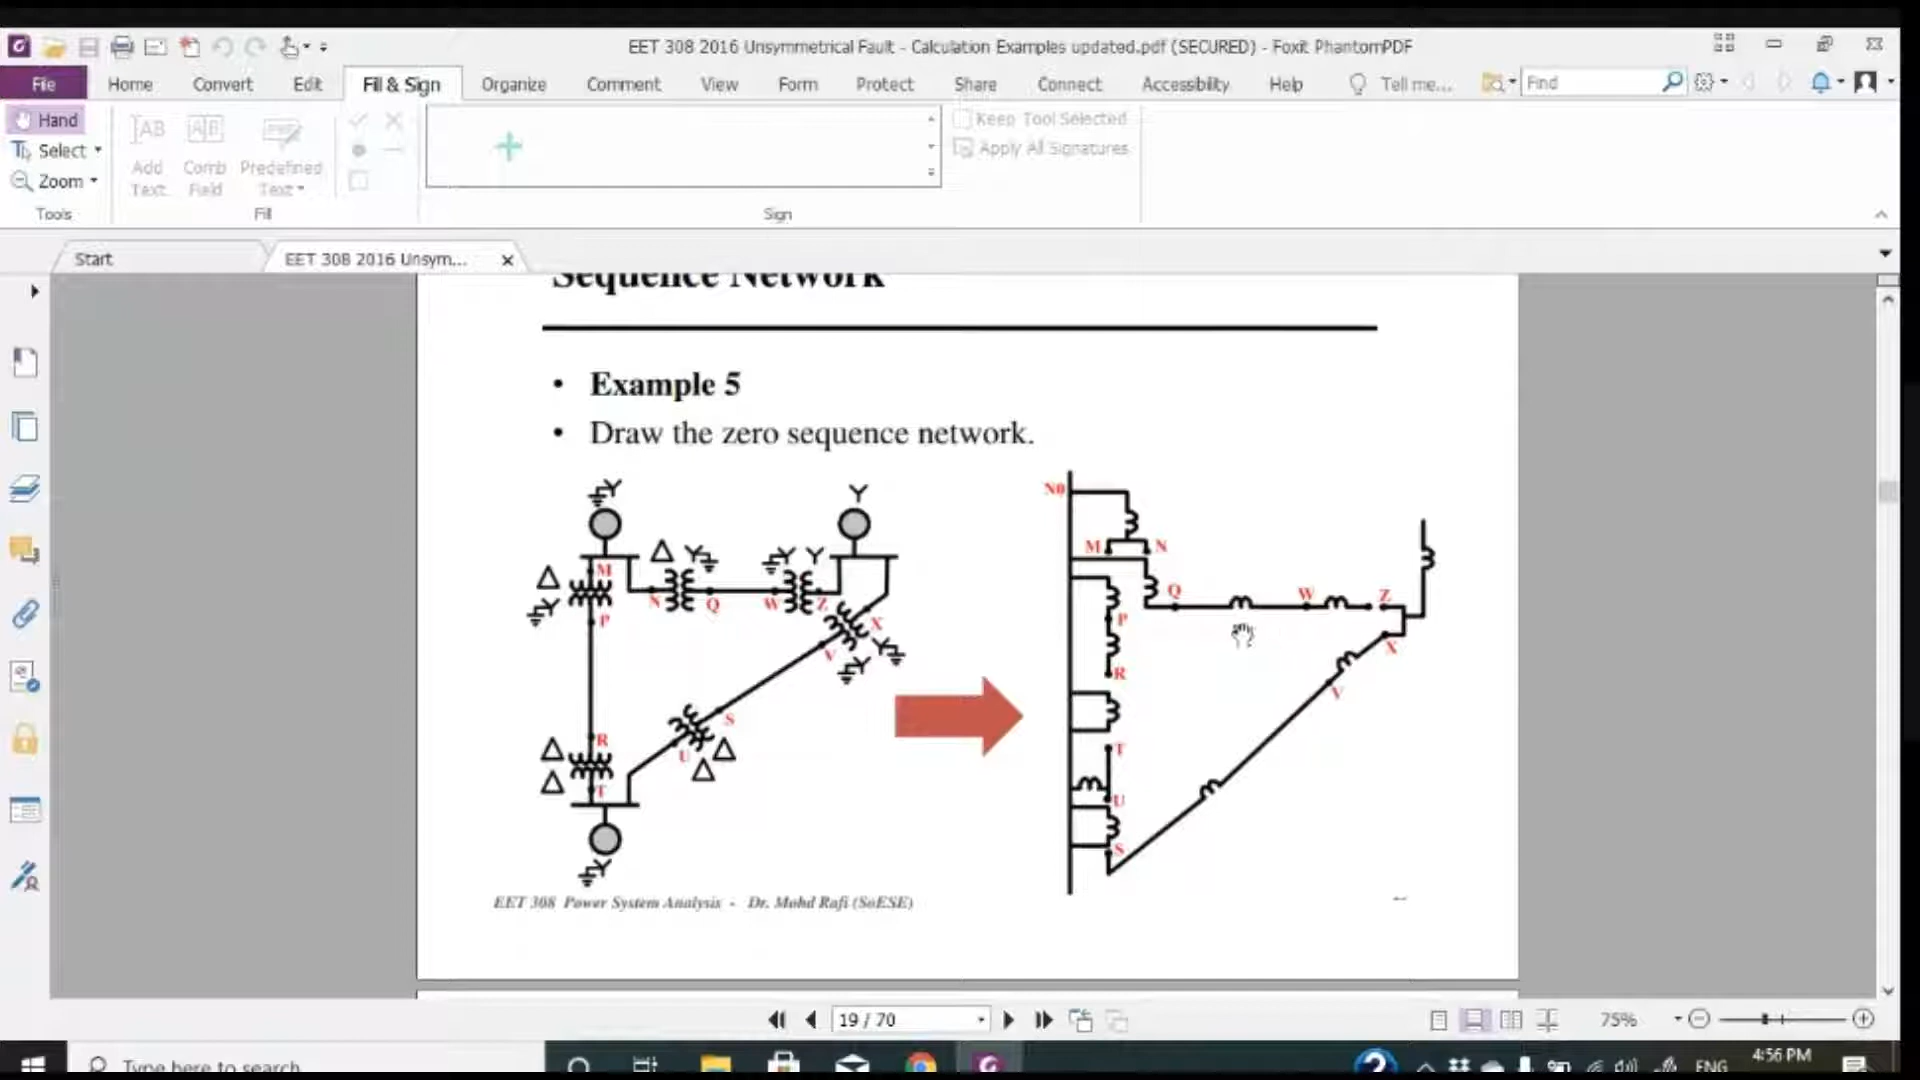 EET 308 2016 Unsymmetrical Fault - Calculation Examples updated.pdf (SECURED) - Foxit PhantomPDF
File Home Convert Edit Fill & Sign Organize Comment View Form Protect Share Connect Accessibility Help Tell me... Find
Hand
Select
Zoom
Tools
Add Text
Comb Field
Predefined Text
Fill
Keep Tool Selected
Apply All Signatures
Sign
Start
EET 308 2016 Unsym...
Sequence Network
• Example 5
• Draw the zero sequence network.
M
P
N
Q
W
Z
X
V
S
U
R
T
N0
M
N
Q
W
Z
X
V
P
R
T
U
S
EET 308 Power System Analysis - Dr. Mohd Rafi (SoESE)
19 / 70
75%
Type here to search
ENG
4:56 PM